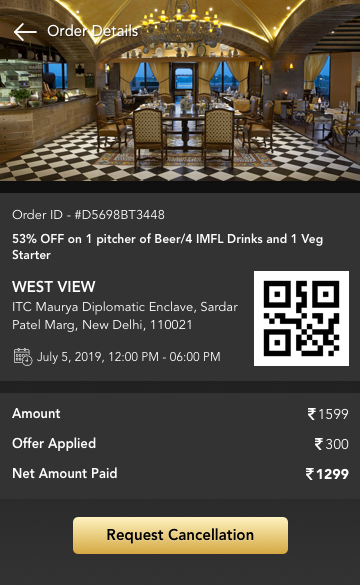 Order Details
Order ID - #D5698BT3448
53% OFF on 1 pitcher of Beer/4 IMFL Drinks and 1 Veg
Starter
WEST VIEW
ITC Maurya Diplomatic Enclave, Sardar
Patel Marg, New Delhi, 110021
July 5, 2019, 12:00 PM - 06:00 PM
Amount ₹1599
Offer Applied ₹300
Net Amount Paid ₹1299
Request Cancellation